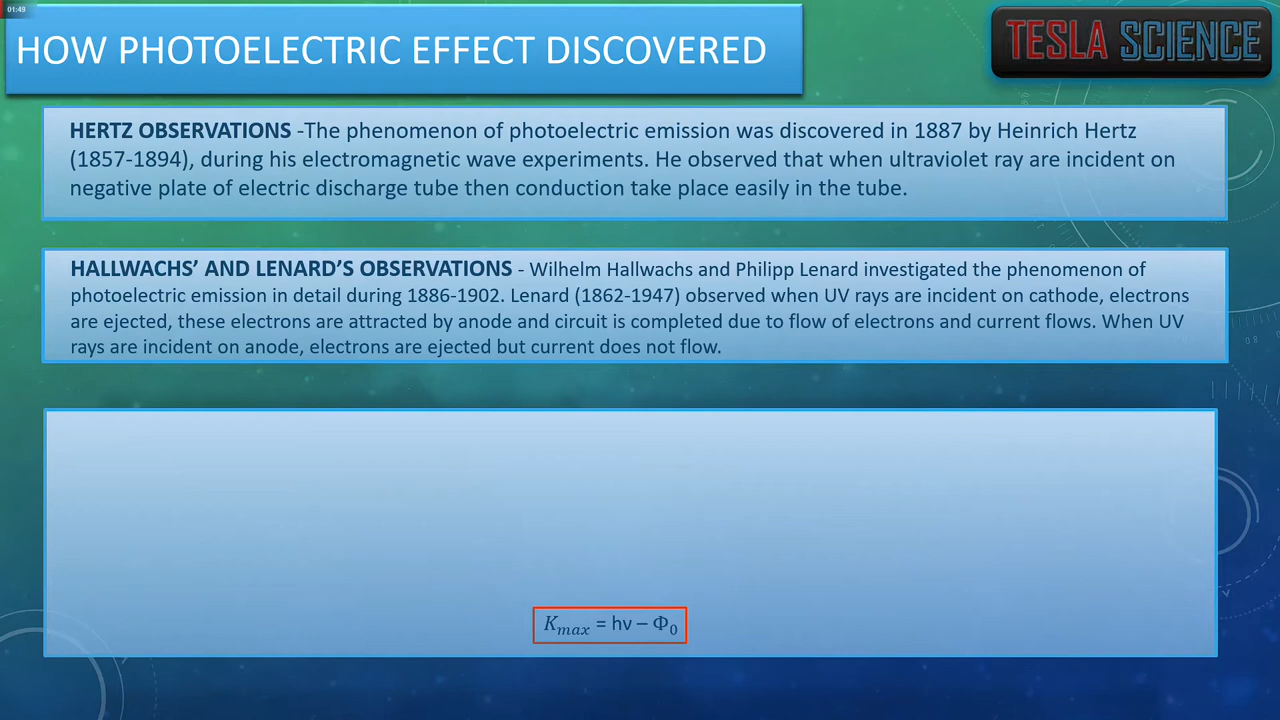 01:49
HOW PHOTOELECTRIC EFFECT DISCOVERED
TESLA SCIENCE
HERTZ OBSERVATIONS -The phenomenon of photoelectric emission was discovered in 1887 by Heinrich Hertz
(1857-1894), during his electromagnetic wave experiments. He observed that when ultraviolet ray are incident on
negative plate of electric discharge tube then conduction take place easily in the tube.
HALLWACHS’ AND LENARD’S OBSERVATIONS - Wilhelm Hallwachs and Philipp Lenard investigated the phenomenon of
photoelectric emission in detail during 1886-1902. Lenard (1862-1947) observed when UV rays are incident on cathode, electrons
are ejected, these electrons are attracted by anode and circuit is completed due to flow of electrons and current flows. When UV
rays are incident on anode, electrons are ejected but current does not flow.
K_max = hν – Φ₀